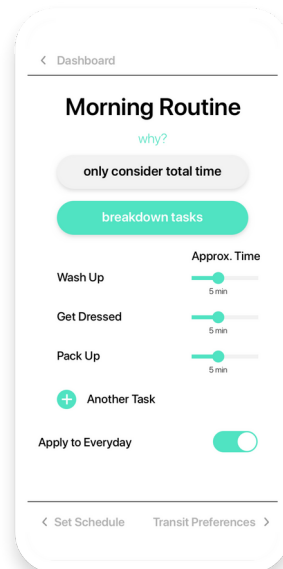 < Dashboard
Morning Routine
why?
only consider total time
breakdown tasks
Approx. Time
Wash Up
5 min
Get Dressed
5 min
Pack Up
5 min
+ Another Task
Apply to Everyday
< Set Schedule Transit Preferences >